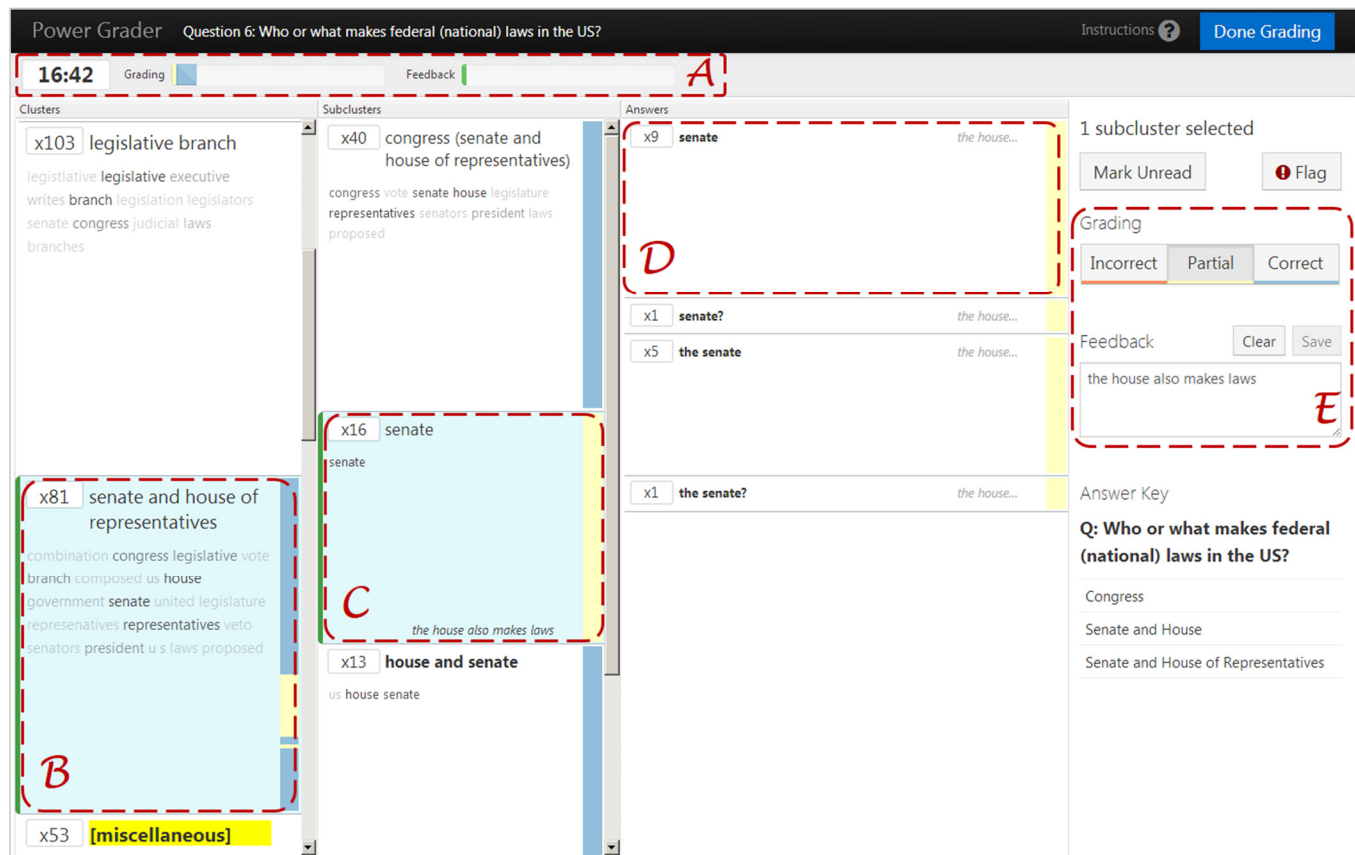 Power Grader Question 6: Who or what makes federal (national) laws in the US? Instructions ? Done Grading
16:42 Grading Feedback A
Clusters
x103 legislative branch
legistlative legislative executive
writes branch legislation legislators
senate congress judicial laws
branches
x81 senate and house of
representatives
combination congress legislative vote
branch composed us house
government senate united legislature
represenatives representatives veto
senators president u s laws proposed
B
x53 [miscellaneous]
Subclusters
x40 congress (senate and
house of representatives)
congress vote senate house legislature
representatives senators president laws
proposed
x16 senate
senate
C
the house also makes laws
x13 house and senate
us house senate
Answers
x9 senate the house...
D
x1 senate? the house...
x5 the senate the house...
x1 the senate? the house...
1 subcluster selected
Mark Unread ! Flag
Grading
Incorrect Partial Correct
Feedback Clear Save
the house also makes laws
E
Answer Key
Q: Who or what makes federal
(national) laws in the US?
Congress
Senate and House
Senate and House of Representatives